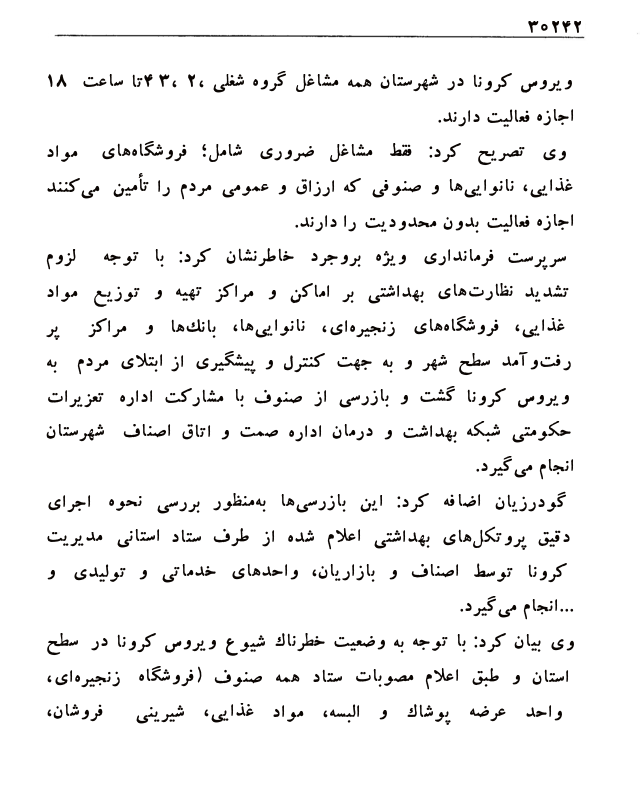 ۳۰۲۴۲
ویروس کرونا در شهرستان همه مشاغل گروه شغلی ،۲ ،۳ ۴تا ساعت ۱۸
اجازه فعالیت دارند.
وی تصریح کرد: فقط مشاغل ضروری شامل؛ فروشگاه‌های مواد
غذایی، نانوایی‌ها و صنوفی که ارزاق و عمومی مردم را تأمین می‌کنند
اجازه فعالیت بدون محدودیت را دارند.
سرپرست فرمانداری ویژه بروجرد خاطرنشان کرد: با توجه لزوم
تشدید نظارت‌های بهداشتی بر اماکن و مراکز تهیه و توزیع مواد
غذایی، فروشگاه‌های زنجیره‌ای، نانوایی‌ها، بانك‌ها و مراکز پر
رفت‌وآمد سطح شهر و به جهت کنترل و پیشگیری از ابتلای مردم به
ویروس کرونا گشت و بازرسی از صنوف با مشارکت اداره تعزیرات
حکومتی شبکه بهداشت و درمان اداره صمت و اتاق اصناف شهرستان
انجام می‌گیرد.
گودرزیان اضافه کرد: این بازرسی‌ها به‌منظور بررسی نحوه اجرای
دقیق پروتکل‌های بهداشتی اعلام شده از طرف ستاد استانی مدیریت
کرونا توسط اصناف و بازاریان، واحدهای خدماتی و تولیدی و
...انجام می‌گیرد.
وی بیان کرد: با توجه به وضعیت خطرناك شیوع ویروس کرونا در سطح
استان و طبق اعلام مصوبات ستاد همه صنوف (فروشگاه زنجیره‌ای،
واحد عرضه پوشاك و البسه، مواد غذایی، شیرینی فروشان،